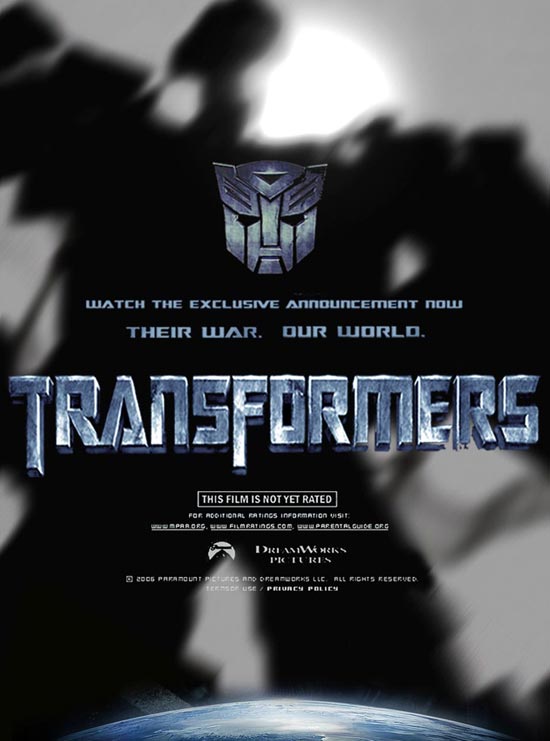 WATCH THE EXCLUSIVE ANNOUNCEMENT NOW
THEIR WAR. OUR WORLD.
TRANSFORMERS
THIS FILM IS NOT YET RATED
FOR ADDITIONAL RATINGS INFORMATION VISIT:
WWW.MPAA.ORG, WWW.FILMRATINGS.COM, WWW.PARENTALGUIDE.ORG
DREAMWORKS
PICTURES
© 2006 PARAMOUNT PICTURES AND DREAMWORKS LLC. ALL RIGHTS RESERVED.
TERMS OF USE / PRIVACY POLICY